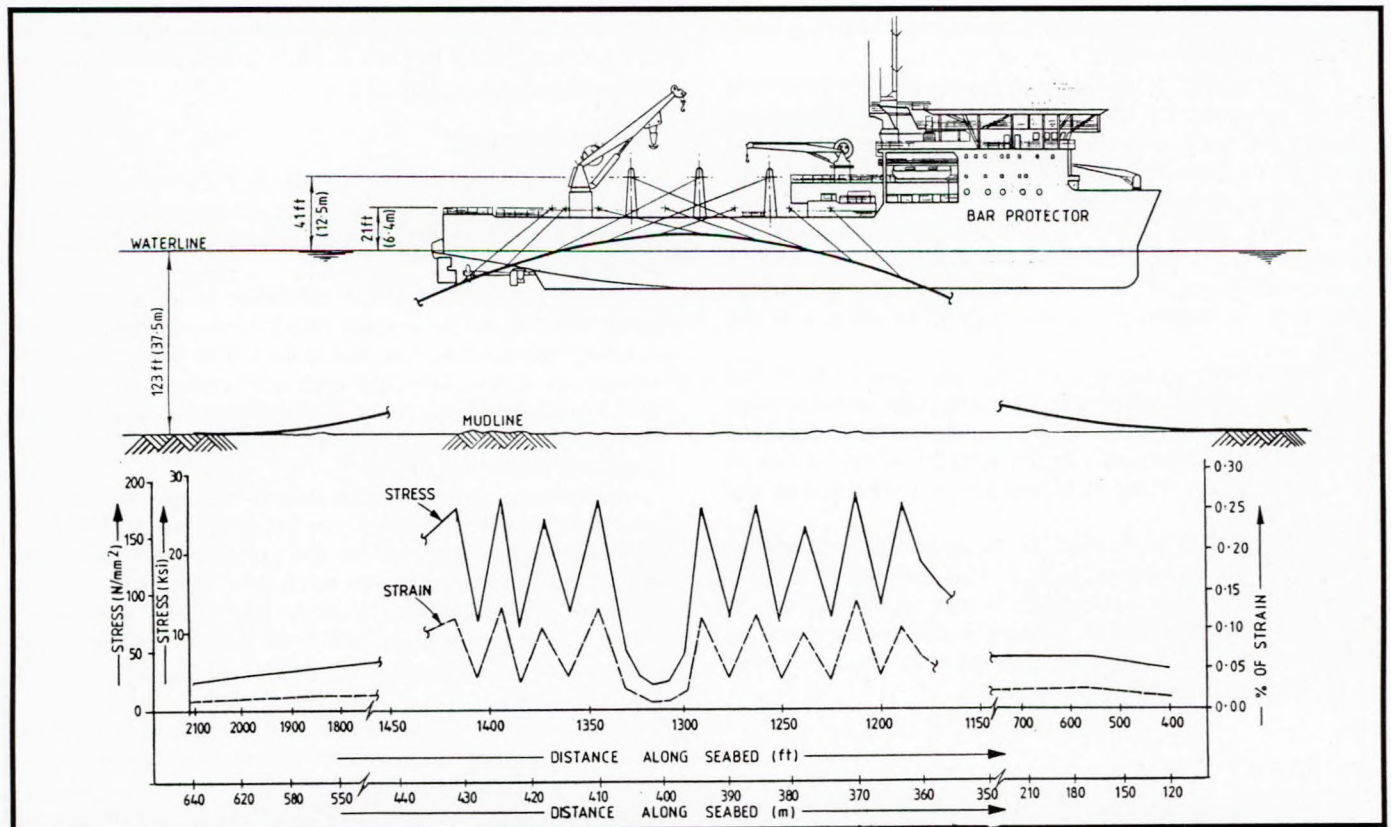 41 ft
(12·5m)
21ft
(6·4m)
BAR PROTECTOR
WATERLINE
123 ft (37·5m)
MUDLINE
200
150
100
50
0
STRESS (N/mm²)
30
20
10
STRESS (Ksi)
STRESS
STRAIN
0·30
0·25
0·20
0·15
0·10
0·05
0·00
% OF STRAIN
2100 2000 1900 1800 1450 1400 1350 1300 1250 1200 1150 700 600 500 400
DISTANCE ALONG SEABED (ft)
640 620 580 550 440 430 420 410 400 390 380 370 360 350 210 180 150 120
DISTANCE ALONG SEABED (m)